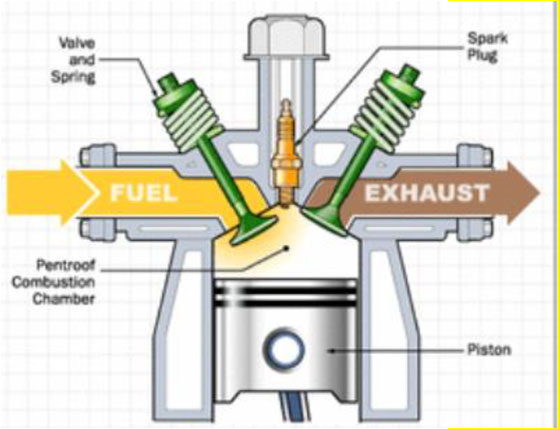 Valve
and
Spring
Spark
Plug
FUEL
EXHAUST
Pentroof
Combustion
Chamber
Piston